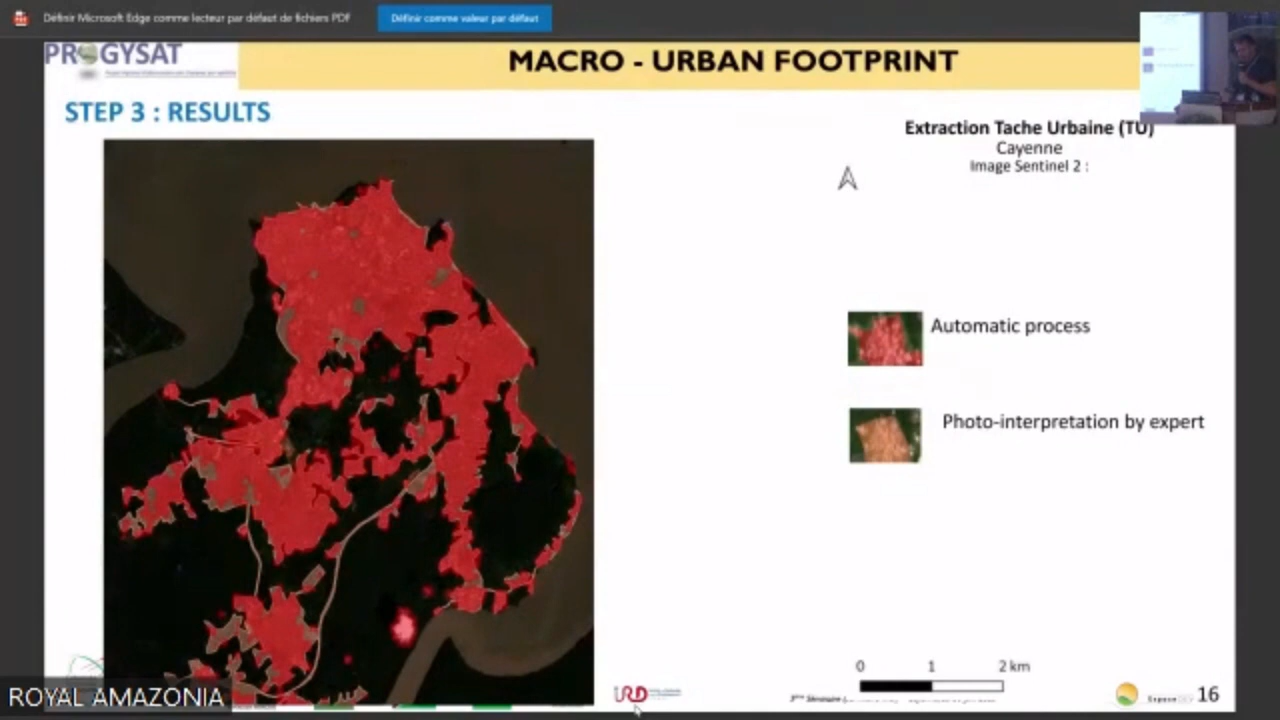 Définir Microsoft Edge comme lecteur par défaut de fichiers PDF
Définir comme valeur par défaut
PROGYSAT
MACRO - URBAN FOOTPRINT
STEP 3 : RESULTS
Extraction Tache Urbaine (TU)
Cayenne
Image Sentinel 2 :
Automatic process
Photo-interpretation by expert
0 1 2 km
ROYAL AMAZONIA
IRD
16